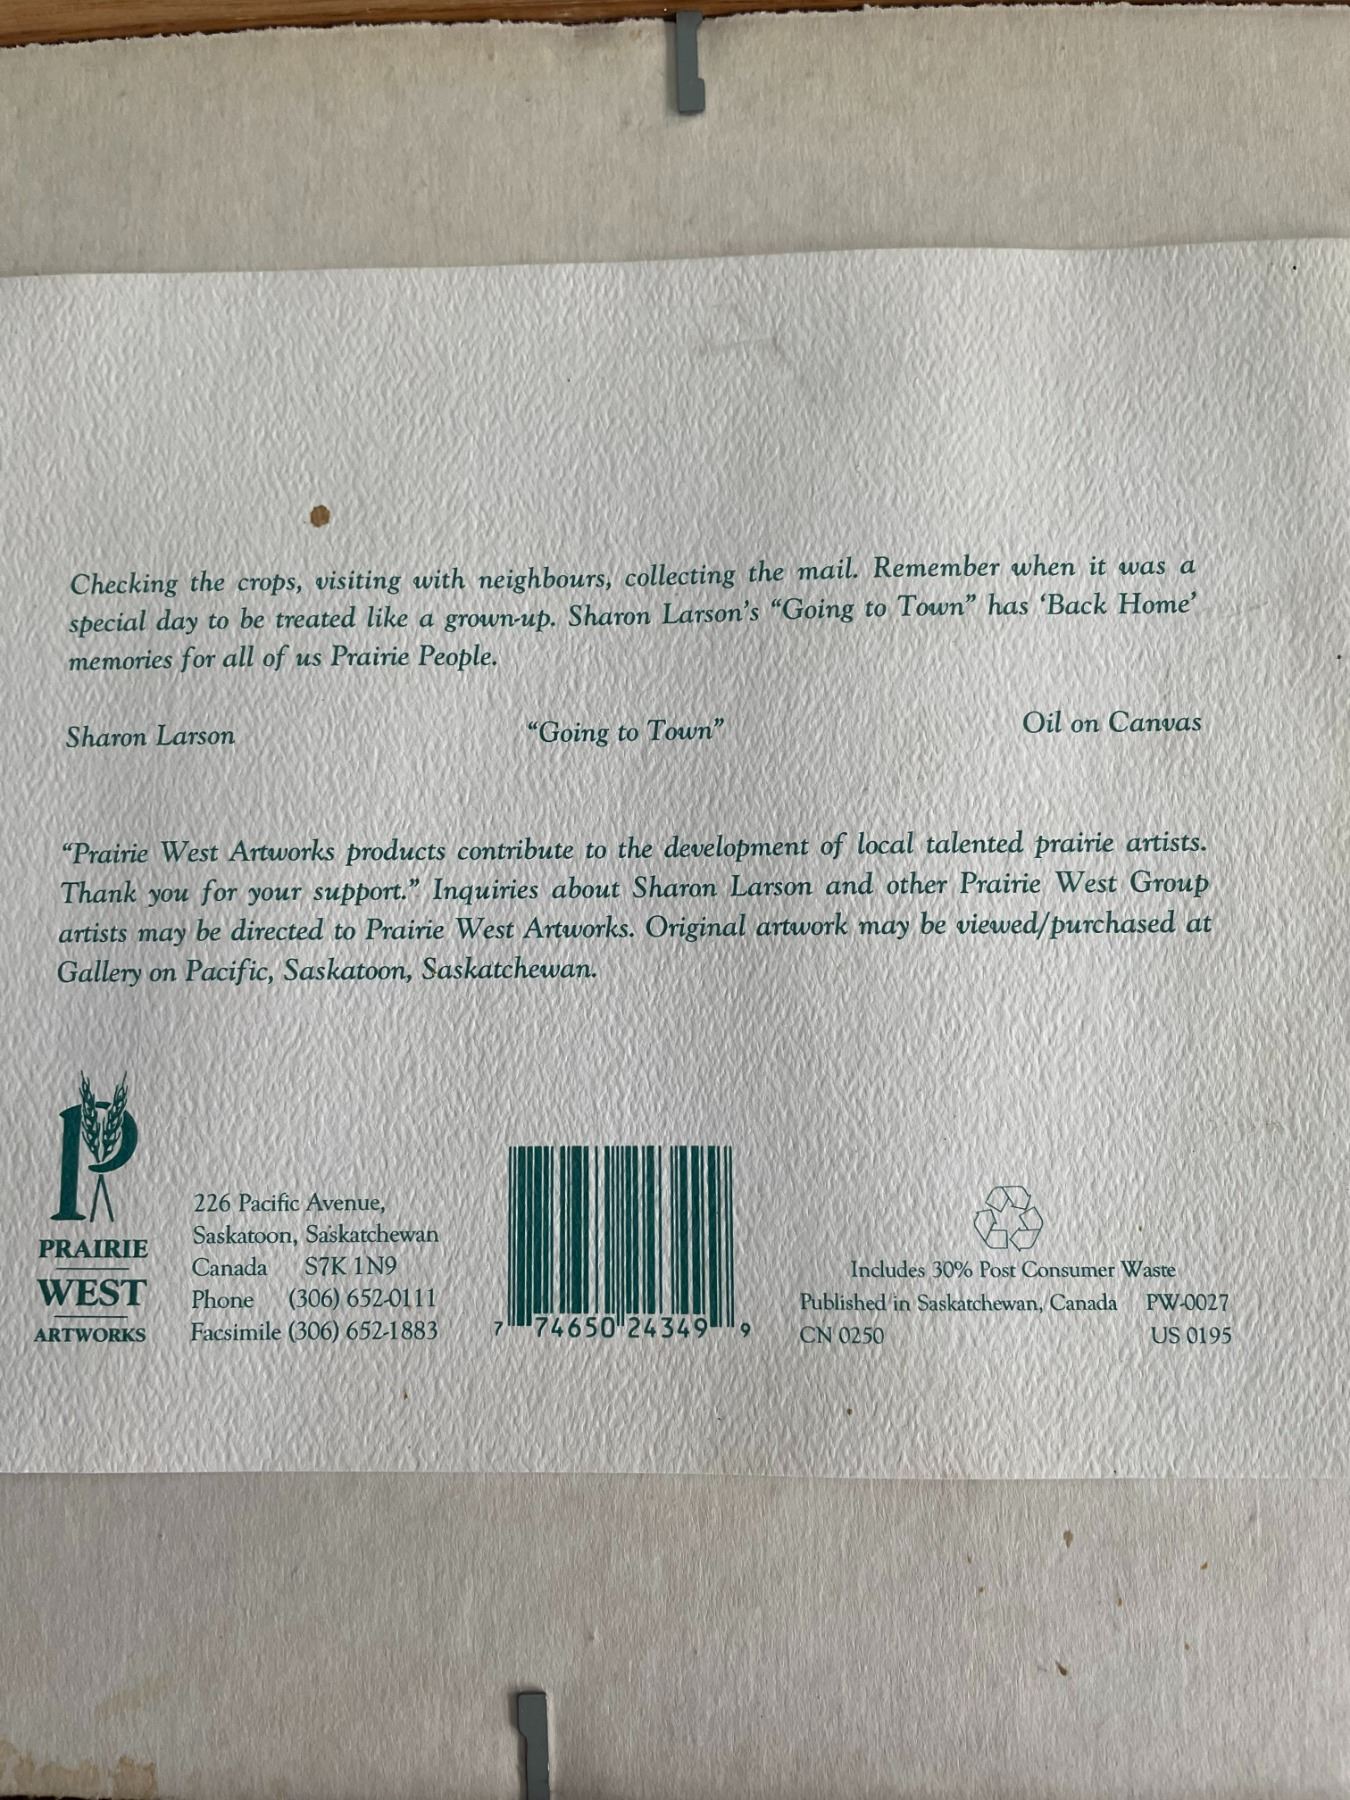 Checking the crops, visiting with neighbours, collecting the mail. Remember when it was a
special day to be treated like a grown-up. Sharon Larson's “Going to Town” has ‘Back Home’
memories for all of us Prairie People.
Sharon Larson “Going to Town” Oil on Canvas
“Prairie West Artworks products contribute to the development of local talented prairie artists.
Thank you for your support.” Inquiries about Sharon Larson and other Prairie West Group
artists may be directed to Prairie West Artworks. Original artwork may be viewed/purchased at
Gallery on Pacific, Saskatoon, Saskatchewan.
P
PRAIRIE
WEST
ARTWORKS
226 Pacific Avenue,
Saskatoon, Saskatchewan
Canada S7K 1N9
Phone (306) 652-0111
Facsimile (306) 652-1883
7 74650 24349 9
Includes 30% Post Consumer Waste
Published in Saskatchewan, Canada PW-0027
CN 0250 US 0195